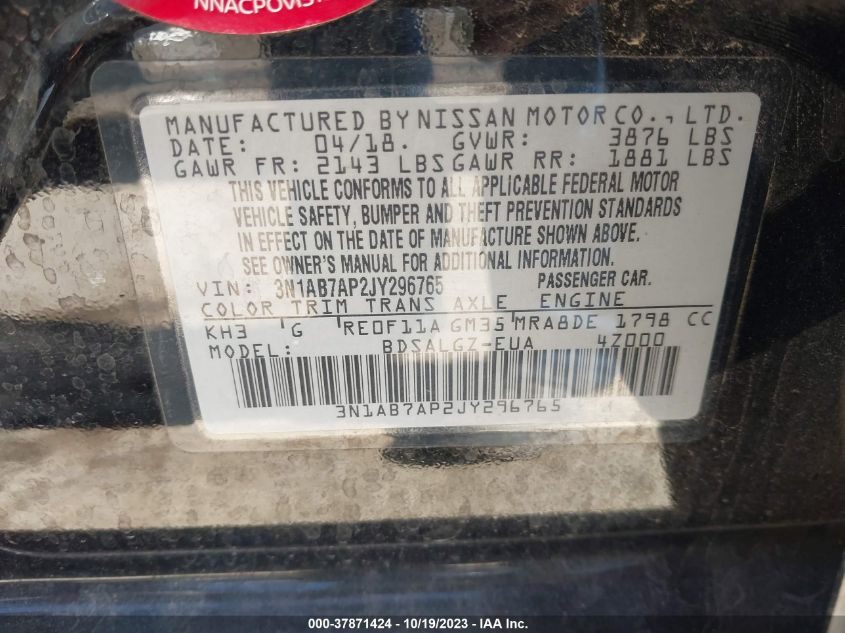 MANUFACTURED BY NISSAN MOTOR CO., LTD.
DATE: 04/18. GVWR: 3876 LBS
GAWR FR: 2143 LBS GAWR RR: 1881 LBS
THIS VEHICLE CONFORMS TO ALL APPLICABLE FEDERAL MOTOR
VEHICLE SAFETY, BUMPER AND THEFT PREVENTION STANDARDS
IN EFFECT ON THE DATE OF MANUFACTURE SHOWN ABOVE.
SEE OWNER'S MANUAL FOR ADDITIONAL INFORMATION.
VIN: 3N1AB7AP2JY296765 PASSENGER CAR.
COLOR TRIM TRANS AXLE ENGINE
KH3 G RE0F11A GM35 MRA8DE 1798 CC
MODEL: BDSALGZ-EUA 4Z000
3N1AB7AP2JY296765
000-37871424 - 10/19/2023 - IAA Inc.